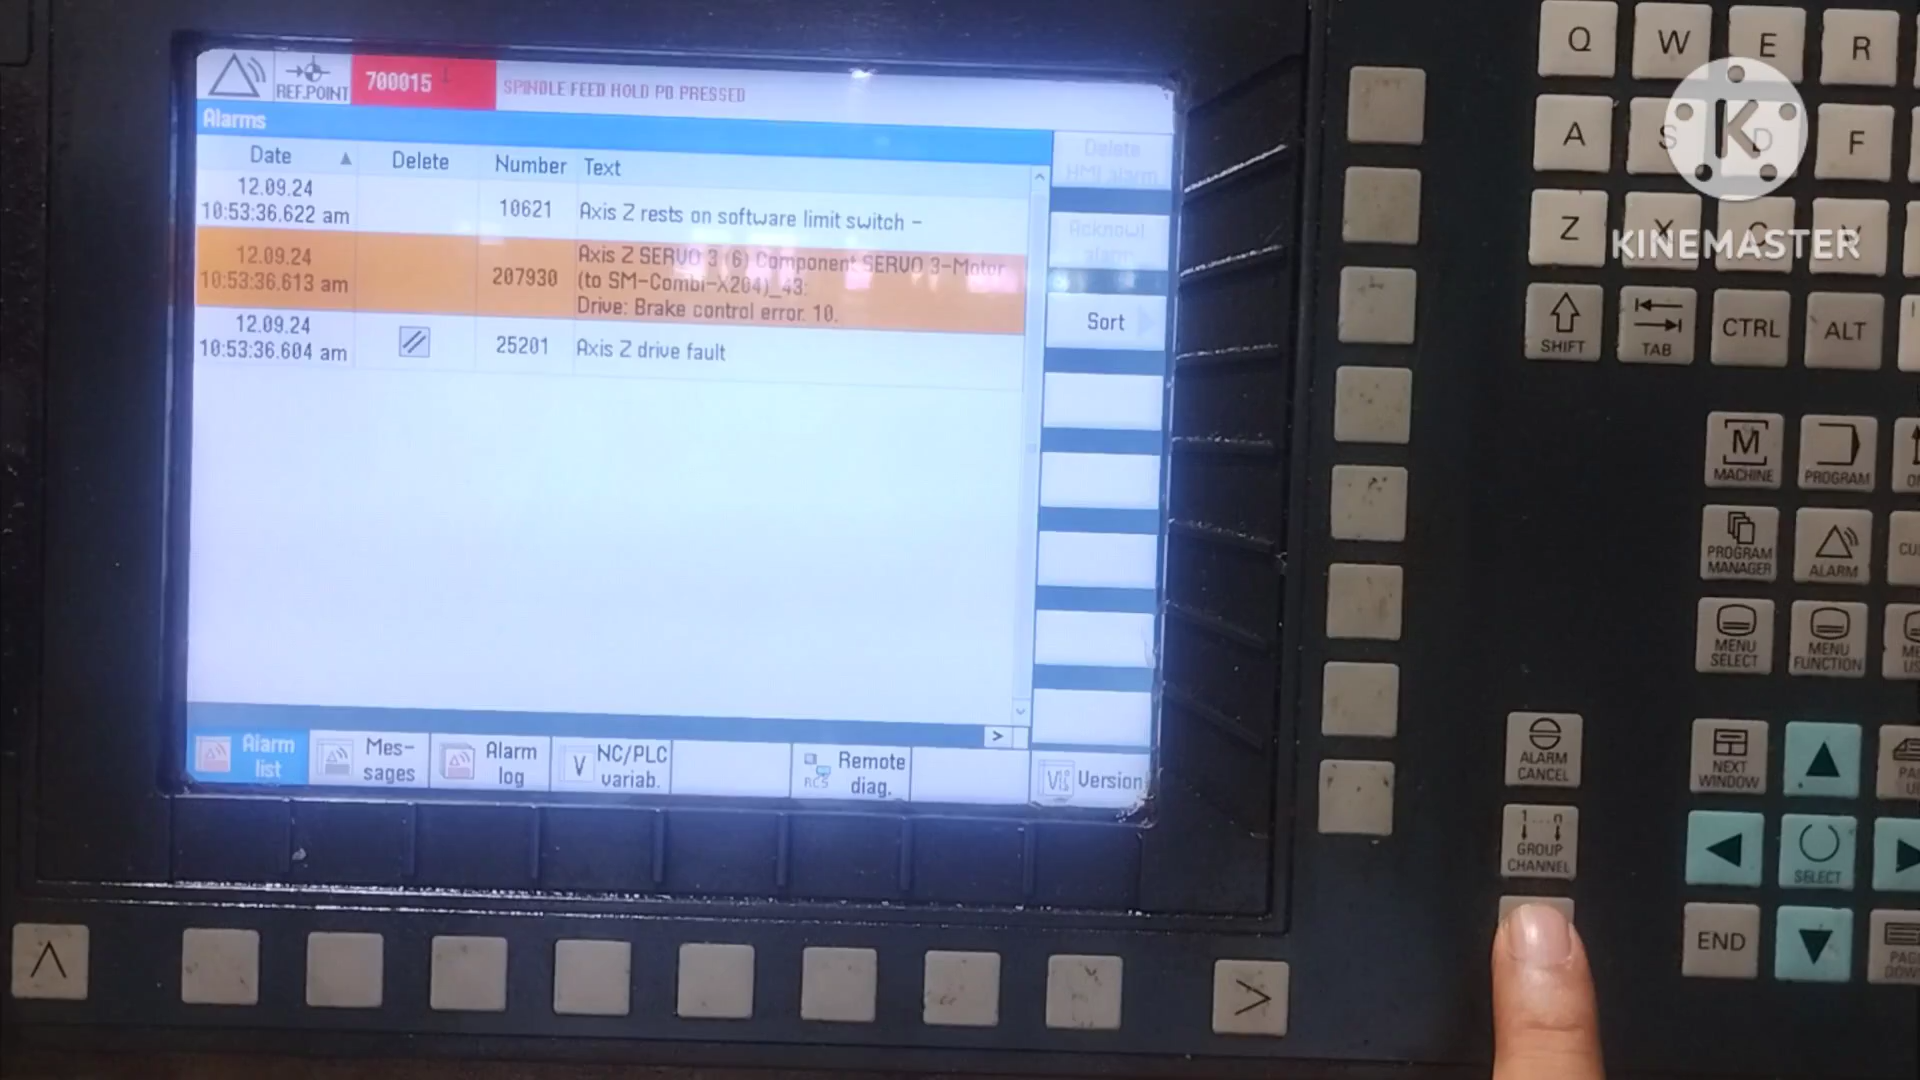 REF.POINT 700015 SPINDLE FEED HOLD PB PRESSED
Alarms
Date Delete Number Text
12.09.24
10:53:36.622 am 10621 Axis Z rests on software limit switch -
12.09.24
10:53:36.613 am 207930 Axis Z SERVO 3 (6) Component SERVO 3-Motor
(to SM-Combi-X204)_43:
Drive: Brake control error. 10.
12.09.24
10:53:36.604 am 25201 Axis Z drive fault
Delete
HMI alarm
Acknowl.
alarm
Sort
Alarm
list
Mes-
sages
Alarm
log
NC/PLC
variab.
RCS
Remote
diag.
Version
Q W E R
A S D F
Z X
K
KINEMASTER
SHIFT TAB CTRL ALT
M
MACHINE
PROGRAM
PROGRAM
MANAGER
ALARM
MENU
SELECT
MENU
FUNCTION
ALARM
CANCEL
NEXT
WINDOW
1...n
GROUP
CHANNEL
SELECT
END